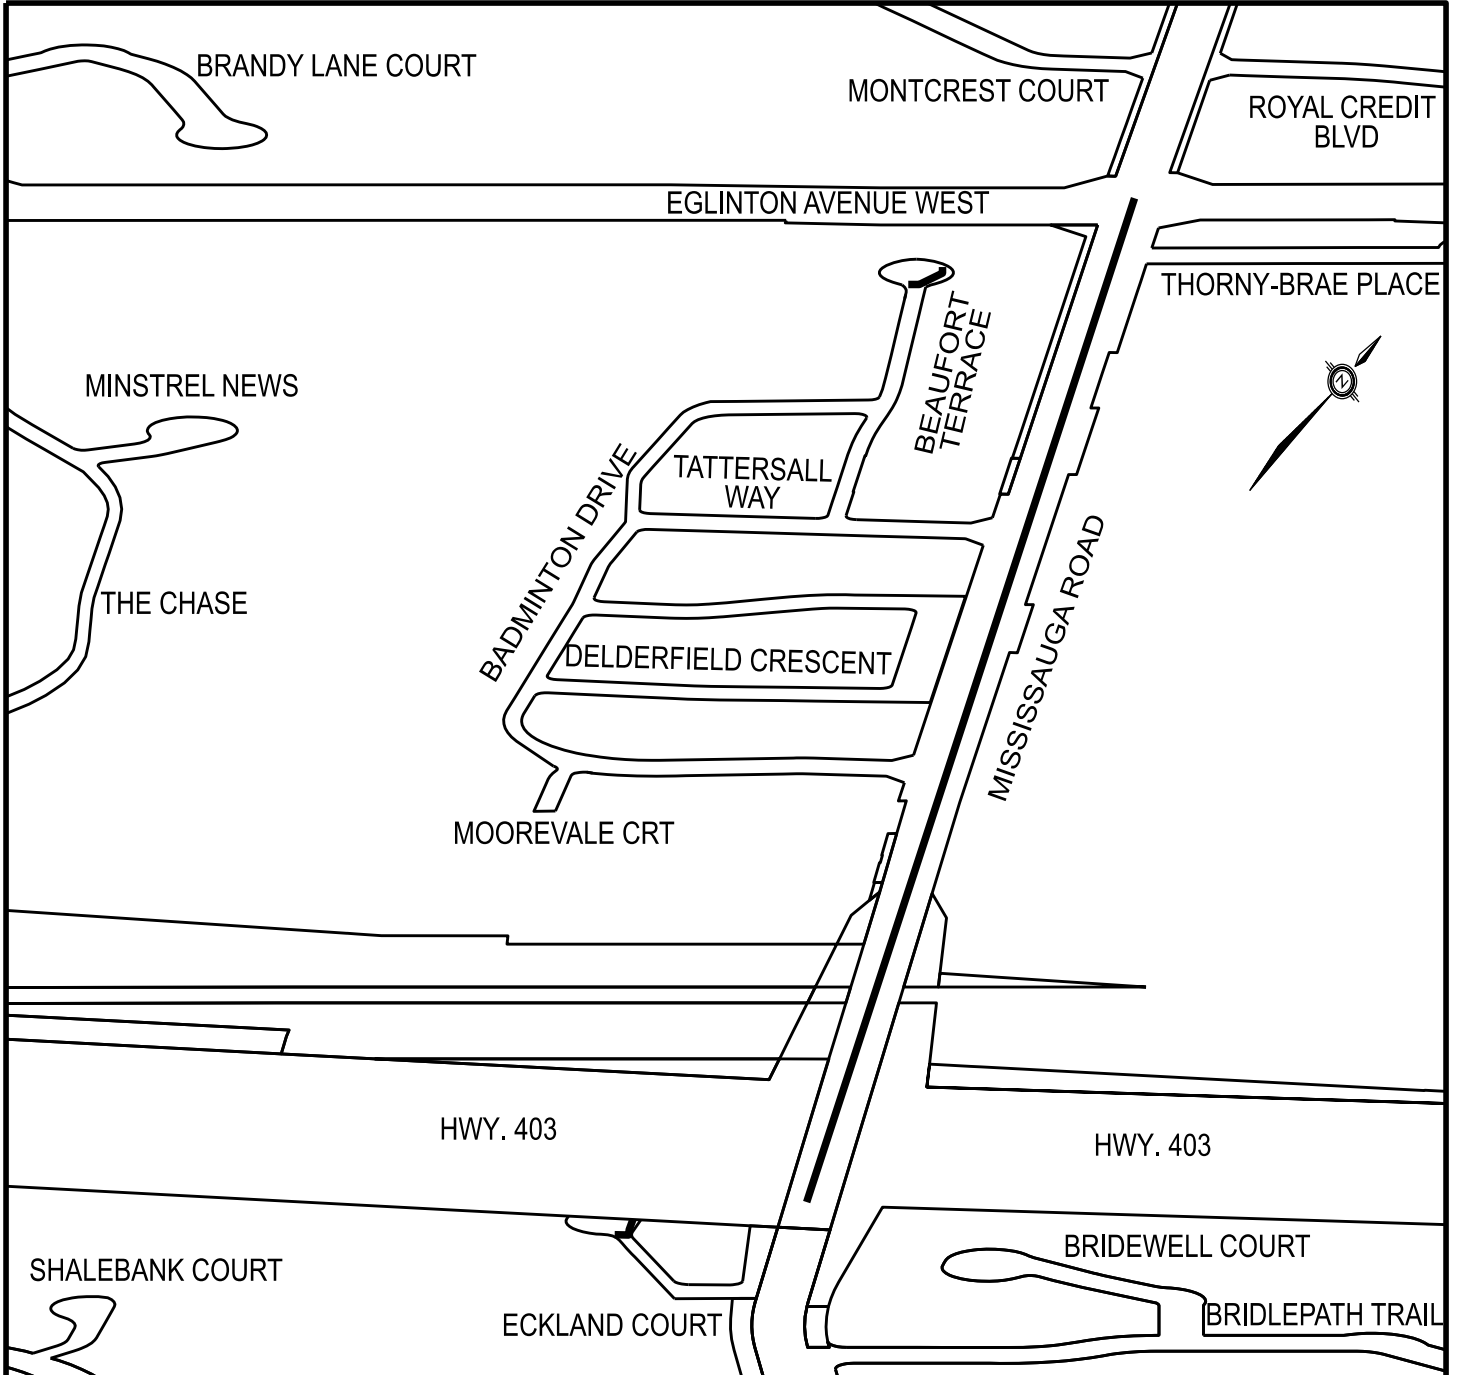 BRANDY LANE COURT
MONTCREST COURT
ROYAL CREDIT
BLVD
EGLINTON AVENUE WEST
THORNY-BRAE PLACE
BEAUFORT
TERRACE
MINSTREL NEWS
N
TATTERSALL
WAY
BADMINTON DRIVE
MISSISSAUGA ROAD
THE CHASE
DELDERFIELD CRESCENT
MOOREVALE CRT
HWY. 403
HWY. 403
BRIDEWELL COURT
SHALEBANK COURT
BRIDLEPATH TRAIL
ECKLAND COURT